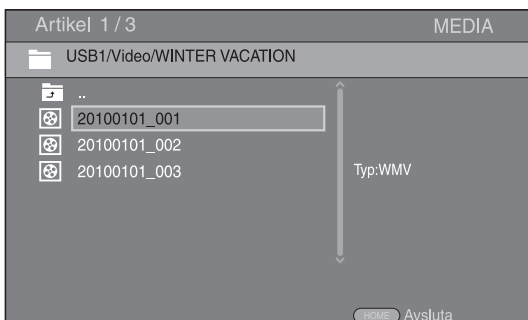 Artikel 1 / 3 MEDIA
USB1/Video/WINTER VACATION
..
20100101_001
20100101_002
20100101_003
Typ:WMV
HOME Avsluta